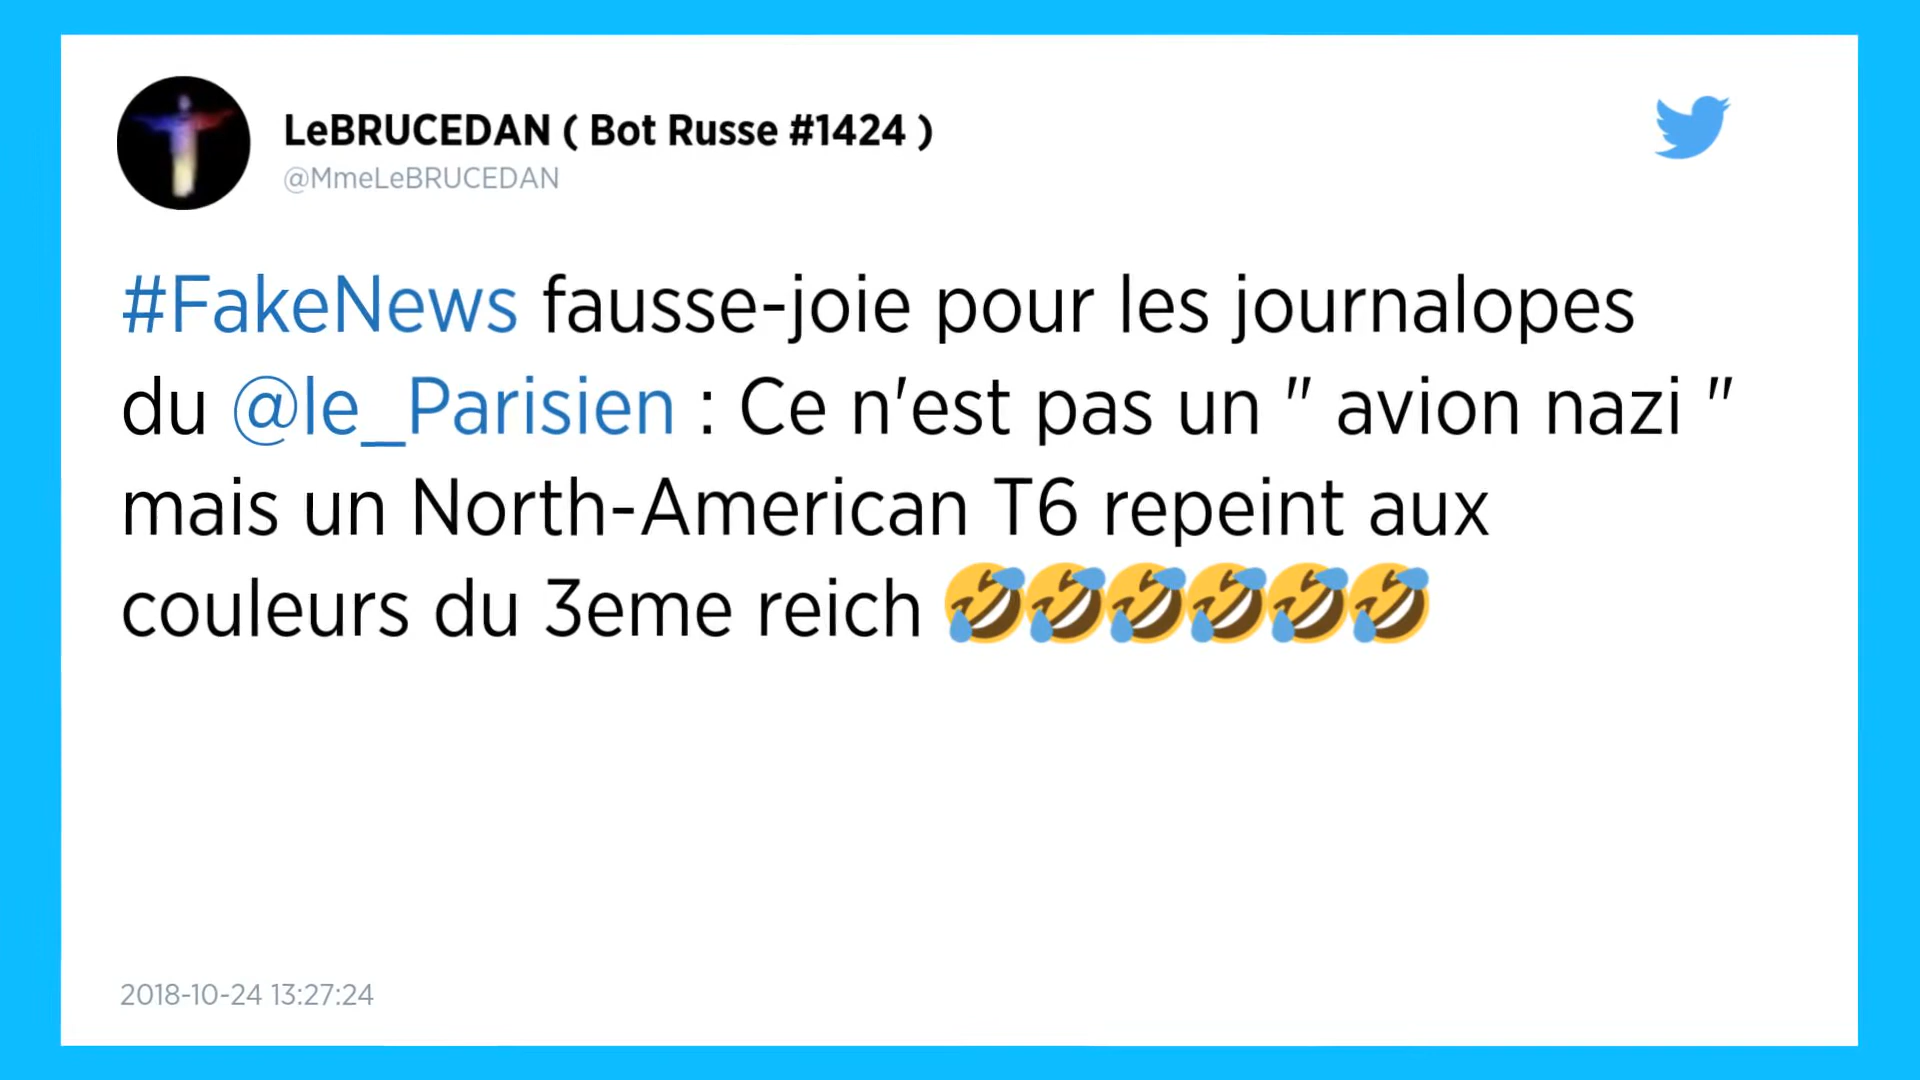 LeBRUCEDAN ( Bot Russe #1424 )
@MmeLeBRUCEDAN
#FakeNews fausse-joie pour les journalopes
du @le_Parisien : Ce n'est pas un " avion nazi "
mais un North-American T6 repeint aux
couleurs du 3eme reich 🤣🤣🤣🤣🤣🤣
2018-10-24 13:27:24